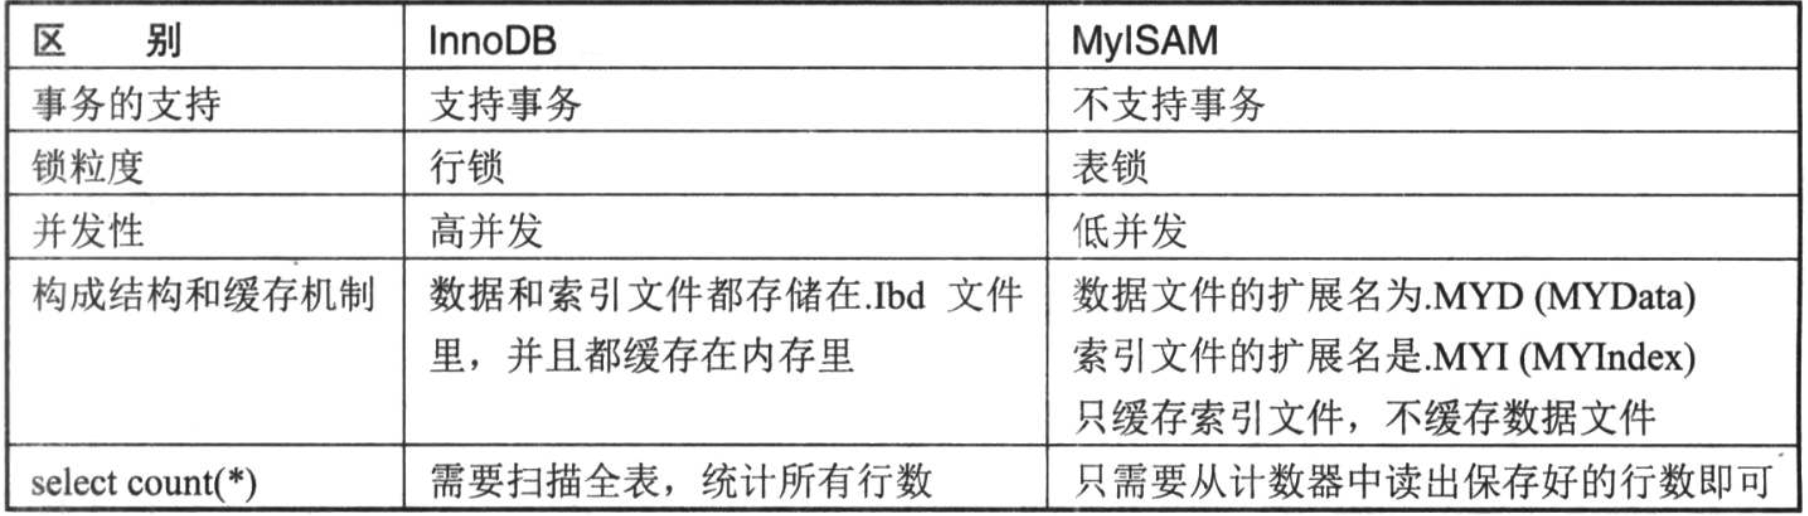 区 别 InnoDB MyISAM
事务的支持 支持事务 不支持事务
锁粒度 行锁 表锁
并发性 高并发 低并发
构成结构和缓存机制 数据和索引文件都存储在.Ibd 文件 数据文件的扩展名为.MYD (MYData)
里，并且都缓存在内存里 索引文件的扩展名是.MYI (MYIndex)
只缓存索引文件，不缓存数据文件
select count(*) 需要扫描全表，统计所有行数 只需要从计数器中读出保存好的行数即可